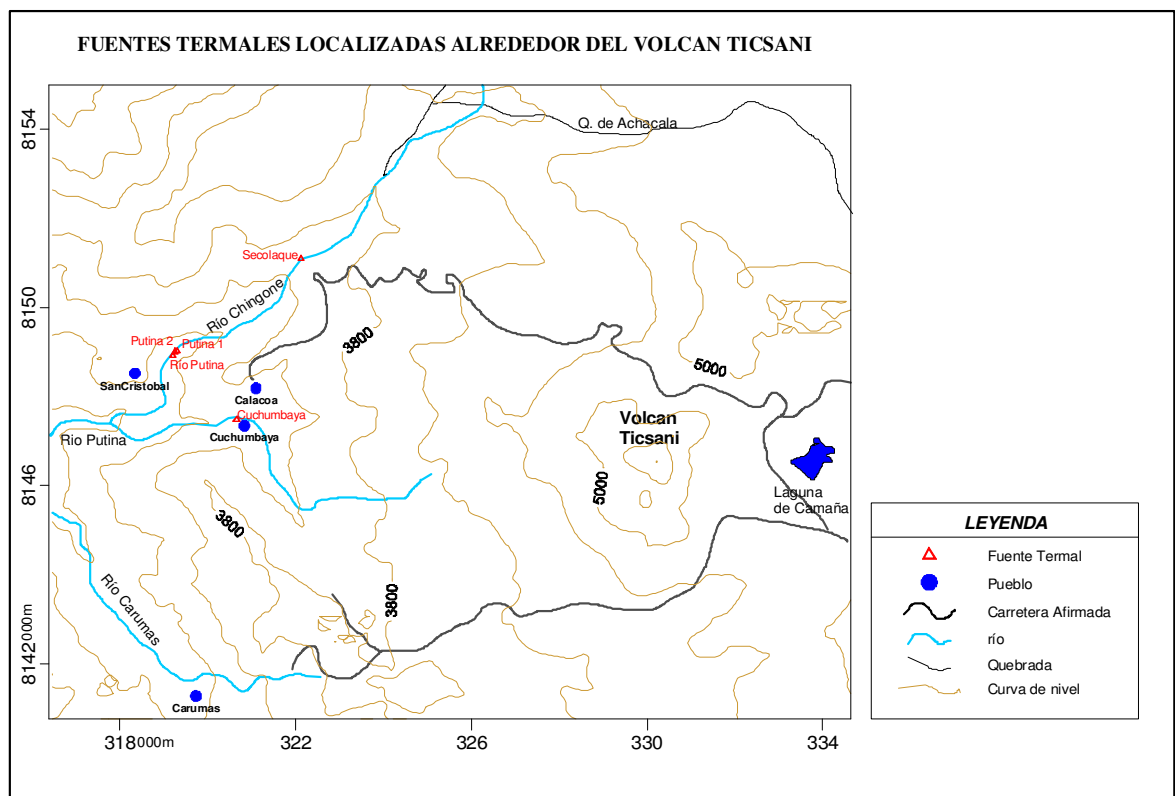 FUENTES TERMALES LOCALIZADAS ALREDEDOR DEL VOLCAN TICSANI
8154
Q. de Achacala
Secolaque
8150
Río Chingone
Putina 2
Putina 1
Río Putina
3800
5000
SanCristobal
Calacoa
Cuchumbaya
Cuchumbaya
Rio Putina
Volcan
Ticsani
8146
5000
Laguna
de Camaña
3800
3800
Río Carumas
8142000m
Carumas
318000m
322
326
330
334
LEYENDA
Fuente Termal
Pueblo
Carretera Afirmada
río
Quebrada
Curva de nivel